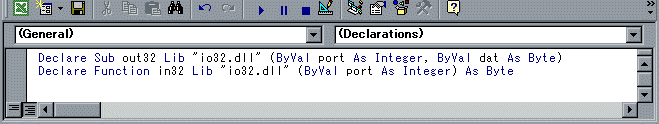 (General) (Declarations)
Declare Sub out32 Lib "io32.dll" (ByVal port As Integer, ByVal dat As Byte)
Declare Function in32 Lib "io32.dll" (ByVal port As Integer) As Byte